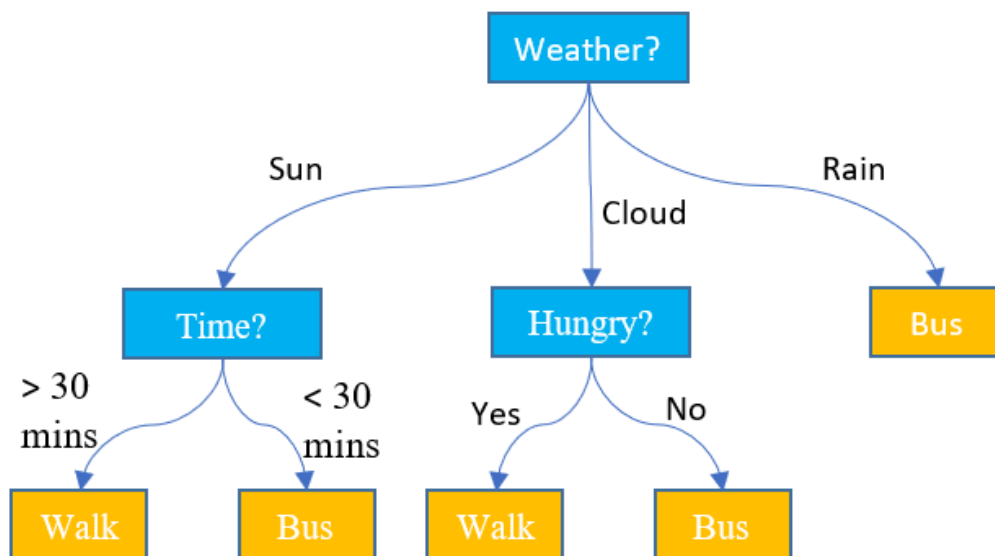 Weather?
Sun
Rain
Cloud
Time?
Hungry?
Bus
> 30
mins
< 30
mins
Yes
No
Walk
Bus
Walk
Bus